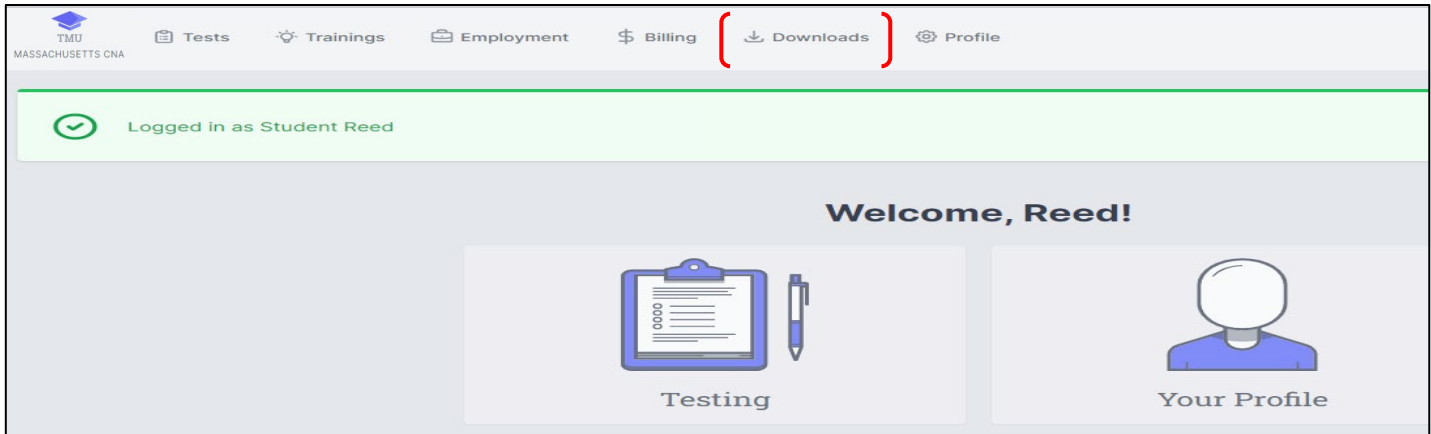 TMU
MASSACHUSETTS CNA
Tests
Trainings
Employment
Billing
Downloads
Profile
Logged in as Student Reed
Welcome, Reed!
Testing
Your Profile